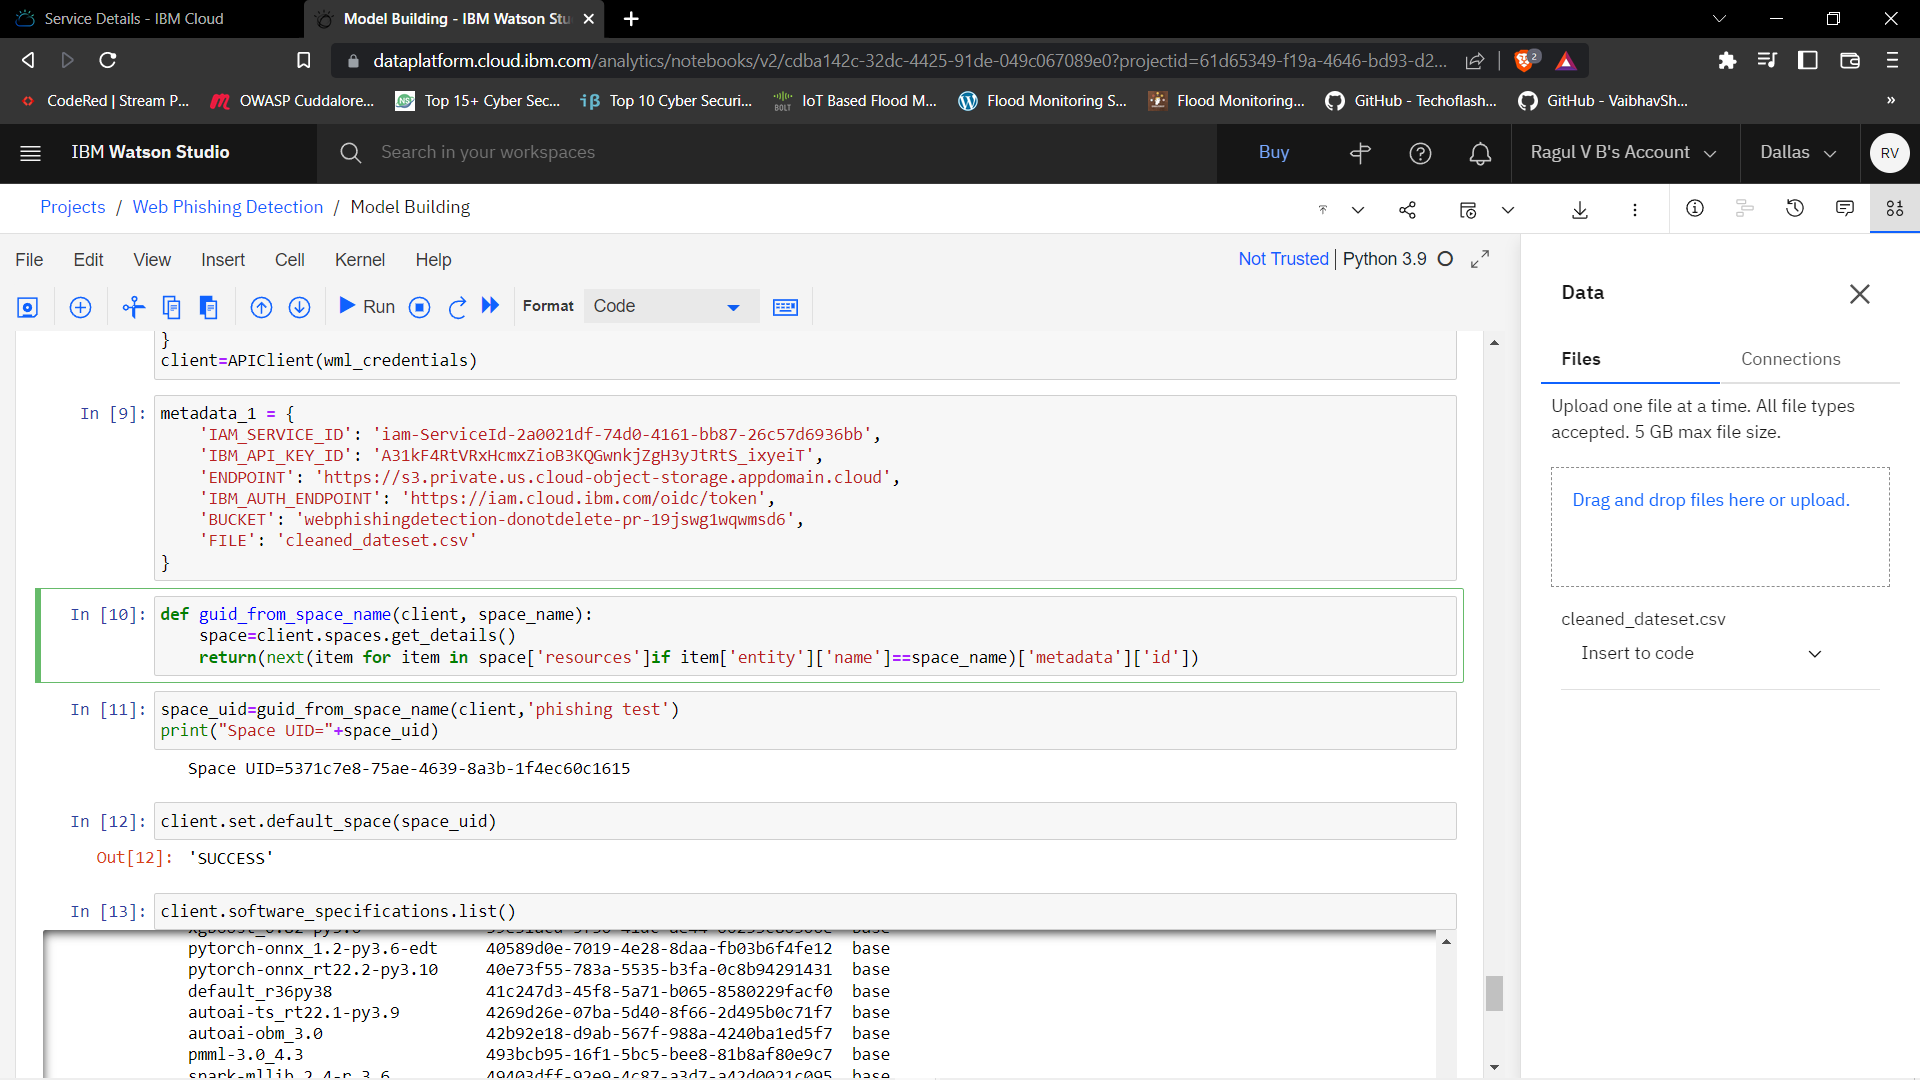 Service Details - IBM Cloud
Model Building - IBM Watson Stu
dataplatform.cloud.ibm.com/analytics/notebooks/v2/cdba142c-32dc-4425-91de-049c067089e0?projectid=61d65349-f19a-4646-bd93-d2...
2
CodeRed | Stream P...
OWASP Cuddalore...
Top 15+ Cyber Sec...
Top 10 Cyber Securi...
IoT Based Flood M...
Flood Monitoring S...
Flood Monitoring...
GitHub - Techoflash...
GitHub - VaibhavSh...
»
IBM Watson Studio
Search in your workspaces
Buy
Ragul V B's Account
Dallas
RV
Projects / Web Phishing Detection / Model Building
File Edit View Insert Cell Kernel Help
Not Trusted | Python 3.9
Run
Format
Code
}
client=APIClient(wml_credentials)
In [9]: metadata_1 = {
'IAM_SERVICE_ID': 'iam-ServiceId-2a0021df-74d0-4161-bb87-26c57d6936bb',
'IBM_API_KEY_ID': 'A31kF4RtVRxHcmxZioB3KQGwnkjZgH3yJtRtS_ixyeiT',
'ENDPOINT': 'https://s3.private.us.cloud-object-storage.appdomain.cloud',
'IBM_AUTH_ENDPOINT': 'https://iam.cloud.ibm.com/oidc/token',
'BUCKET': 'webphishingdetection-donotdelete-pr-19jswg1wqwmsd6',
'FILE': 'cleaned_dateset.csv'
}
In [10]: def guid_from_space_name(client, space_name):
space=client.spaces.get_details()
return(next(item for item in space['resources']if item['entity']['name']==space_name)['metadata']['id'])
In [11]: space_uid=guid_from_space_name(client,'phishing test')
print("Space UID="+space_uid)
Space UID=5371c7e8-75ae-4639-8a3b-1f4ec60c1615
In [12]: client.set.default_space(space_uid)
Out[12]: 'SUCCESS'
In [13]: client.software_specifications.list()
pytorch-onnx_1.2-py3.6-edt 40589d0e-7019-4e28-8daa-fb03b6f4fe12 base
pytorch-onnx_rt22.2-py3.10 40e73f55-783a-5535-b3fa-0c8b94291431 base
default_r36py38 41c247d3-45f8-5a71-b065-8580229facf0 base
autoai-ts_rt22.1-py3.9 4269d26e-07ba-5d40-8f66-2d495b0c71f7 base
autoai-obm_3.0 42b92e18-d9ab-567f-988a-4240ba1ed5f7 base
pmml-3.0_4.3 493bcb95-16f1-5bc5-bee8-81b8af80e9c7 base
spark-mllib_2.4-r_3.6 49403dff-92e9-4c87-a3d7-a42d0021c095 base
Data
Files
Connections
Upload one file at a time. All file types
accepted. 5 GB max file size.
Drag and drop files here or upload.
cleaned_dateset.csv
Insert to code